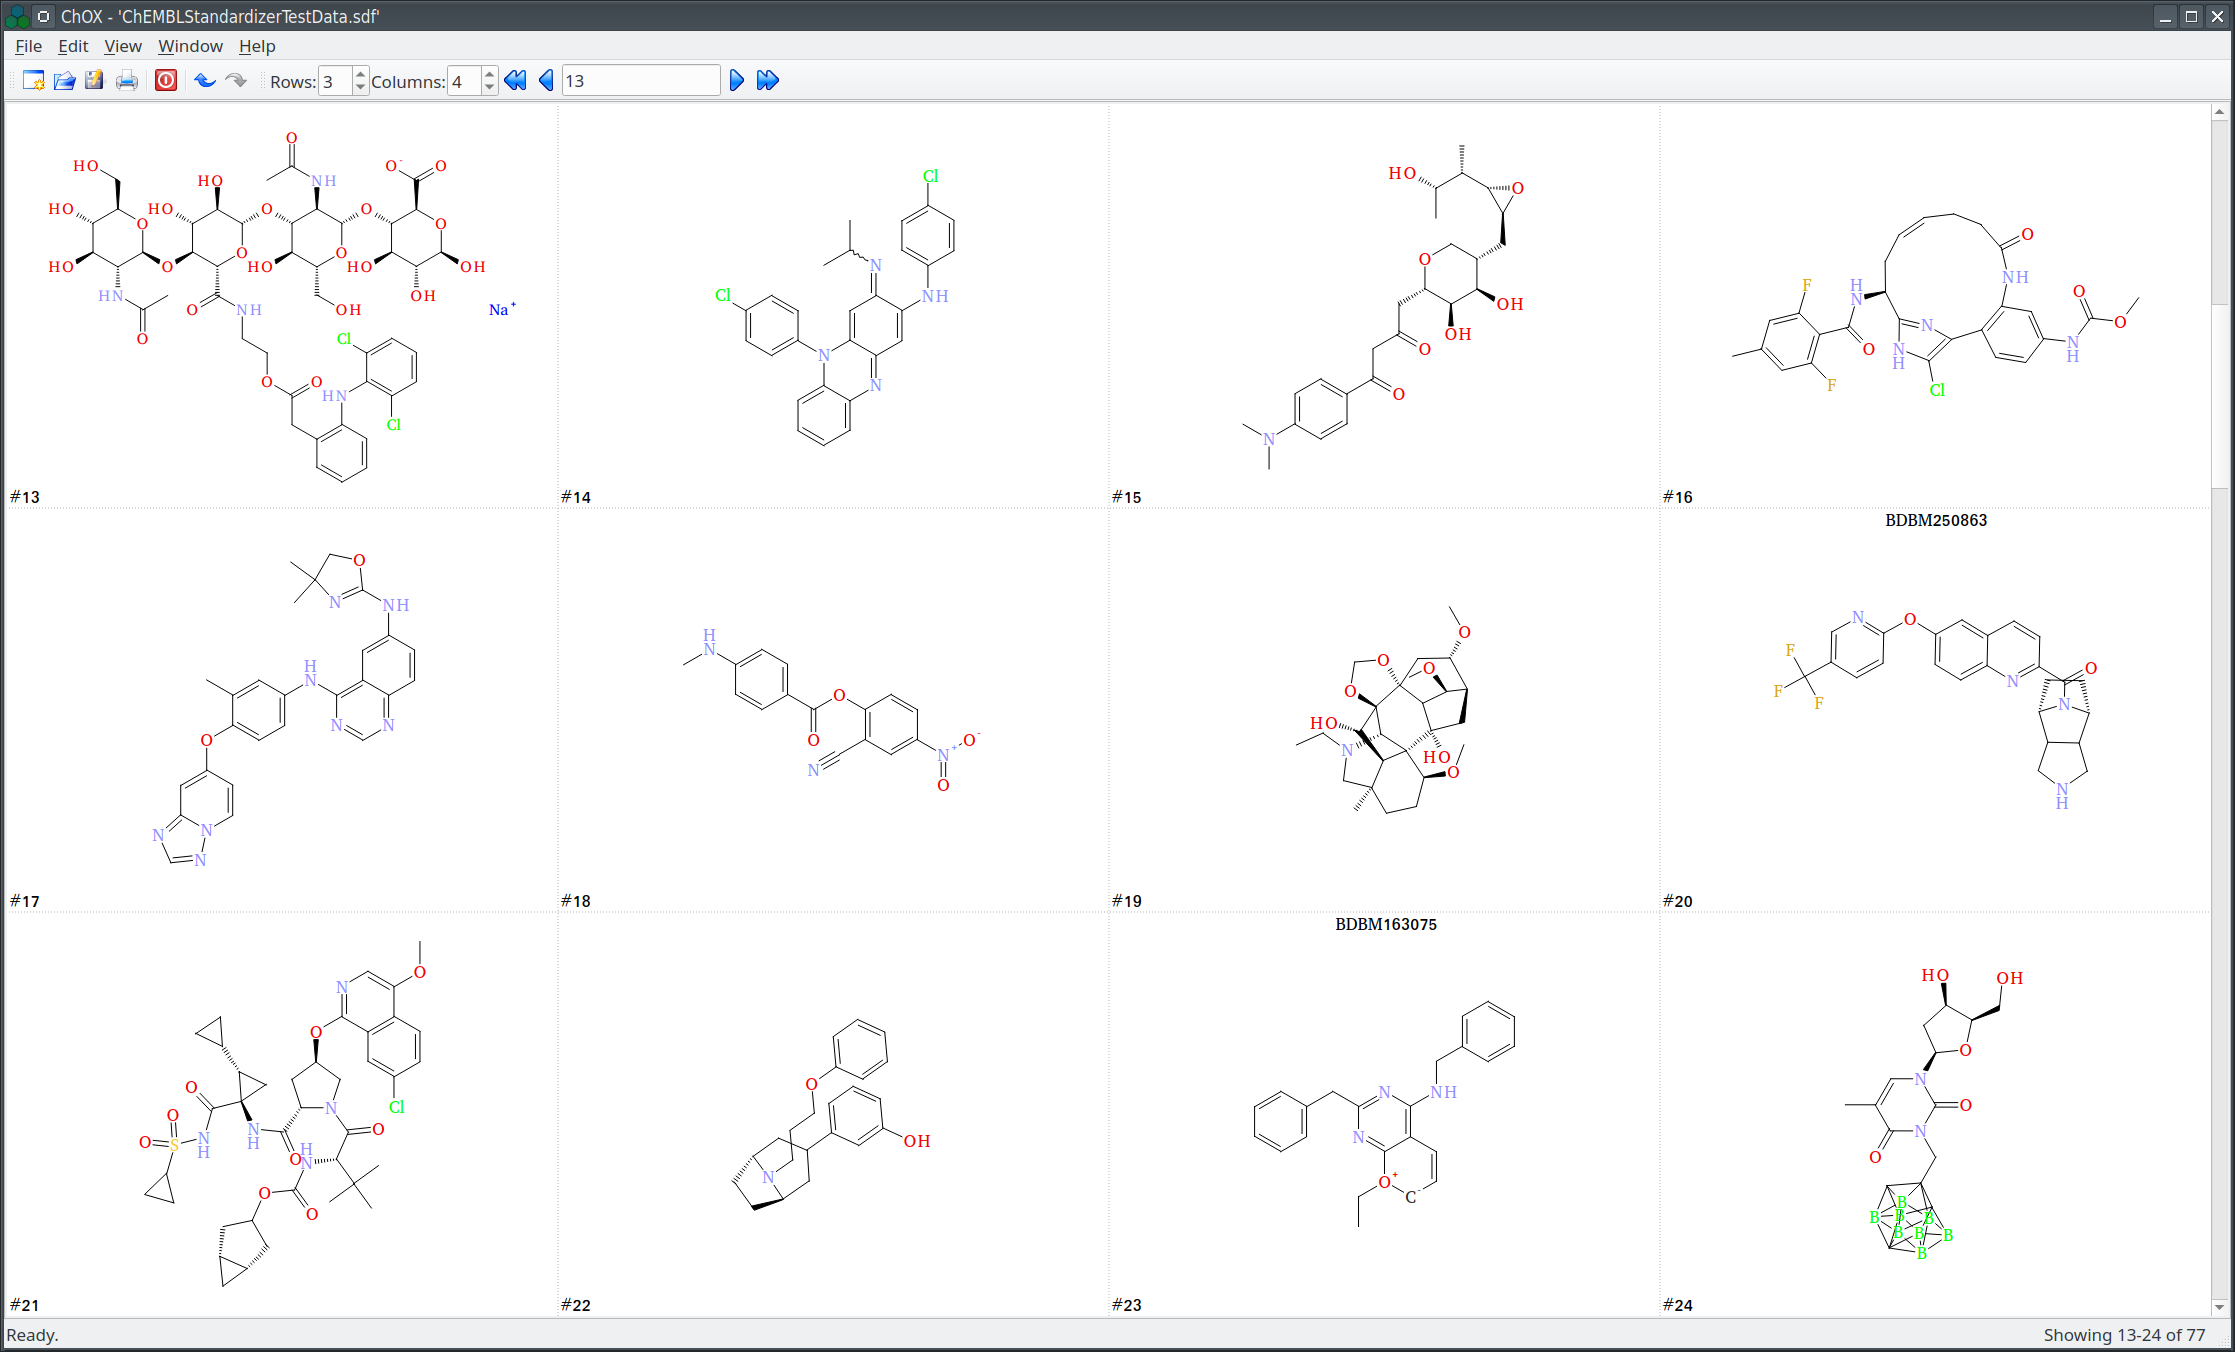 ChOX - 'ChEMBLStandardizerTestData.sdf'
File Edit View Window Help
Rows: 3 Columns: 4 13
O
HO O- O
HO NH
HO HO O O O
O O O
HO O HO HO OH
HN O NH OH OH Na+
O
Cl
O O HN
Cl
#13
Cl
N
Cl NH
N
N
#14
HO O
O
OH
OH
O
O
N
#15
O
NH
F H
N
N
O
O
O
N
H
N
H
F
Cl
#16
O
N NH
H
N
N N
O
N N
N
#17
H
N
O
O
N
N+ O-
O
#18
O
O O
O
HO
N HO
O
#19
BDBM250863
N O
F
F
F
N O
N
N
H
#20
O
N
O
Cl
O
O
O S N
H
N
H
N
O
O
H
N
O
O
#21
O
OH
N
#22
BDBM163075
N NH
N
O+ C-
#23
HO OH
O
N
O
N
O
B
B B B
B B B
B
#24
Ready.
Showing 13-24 of 77